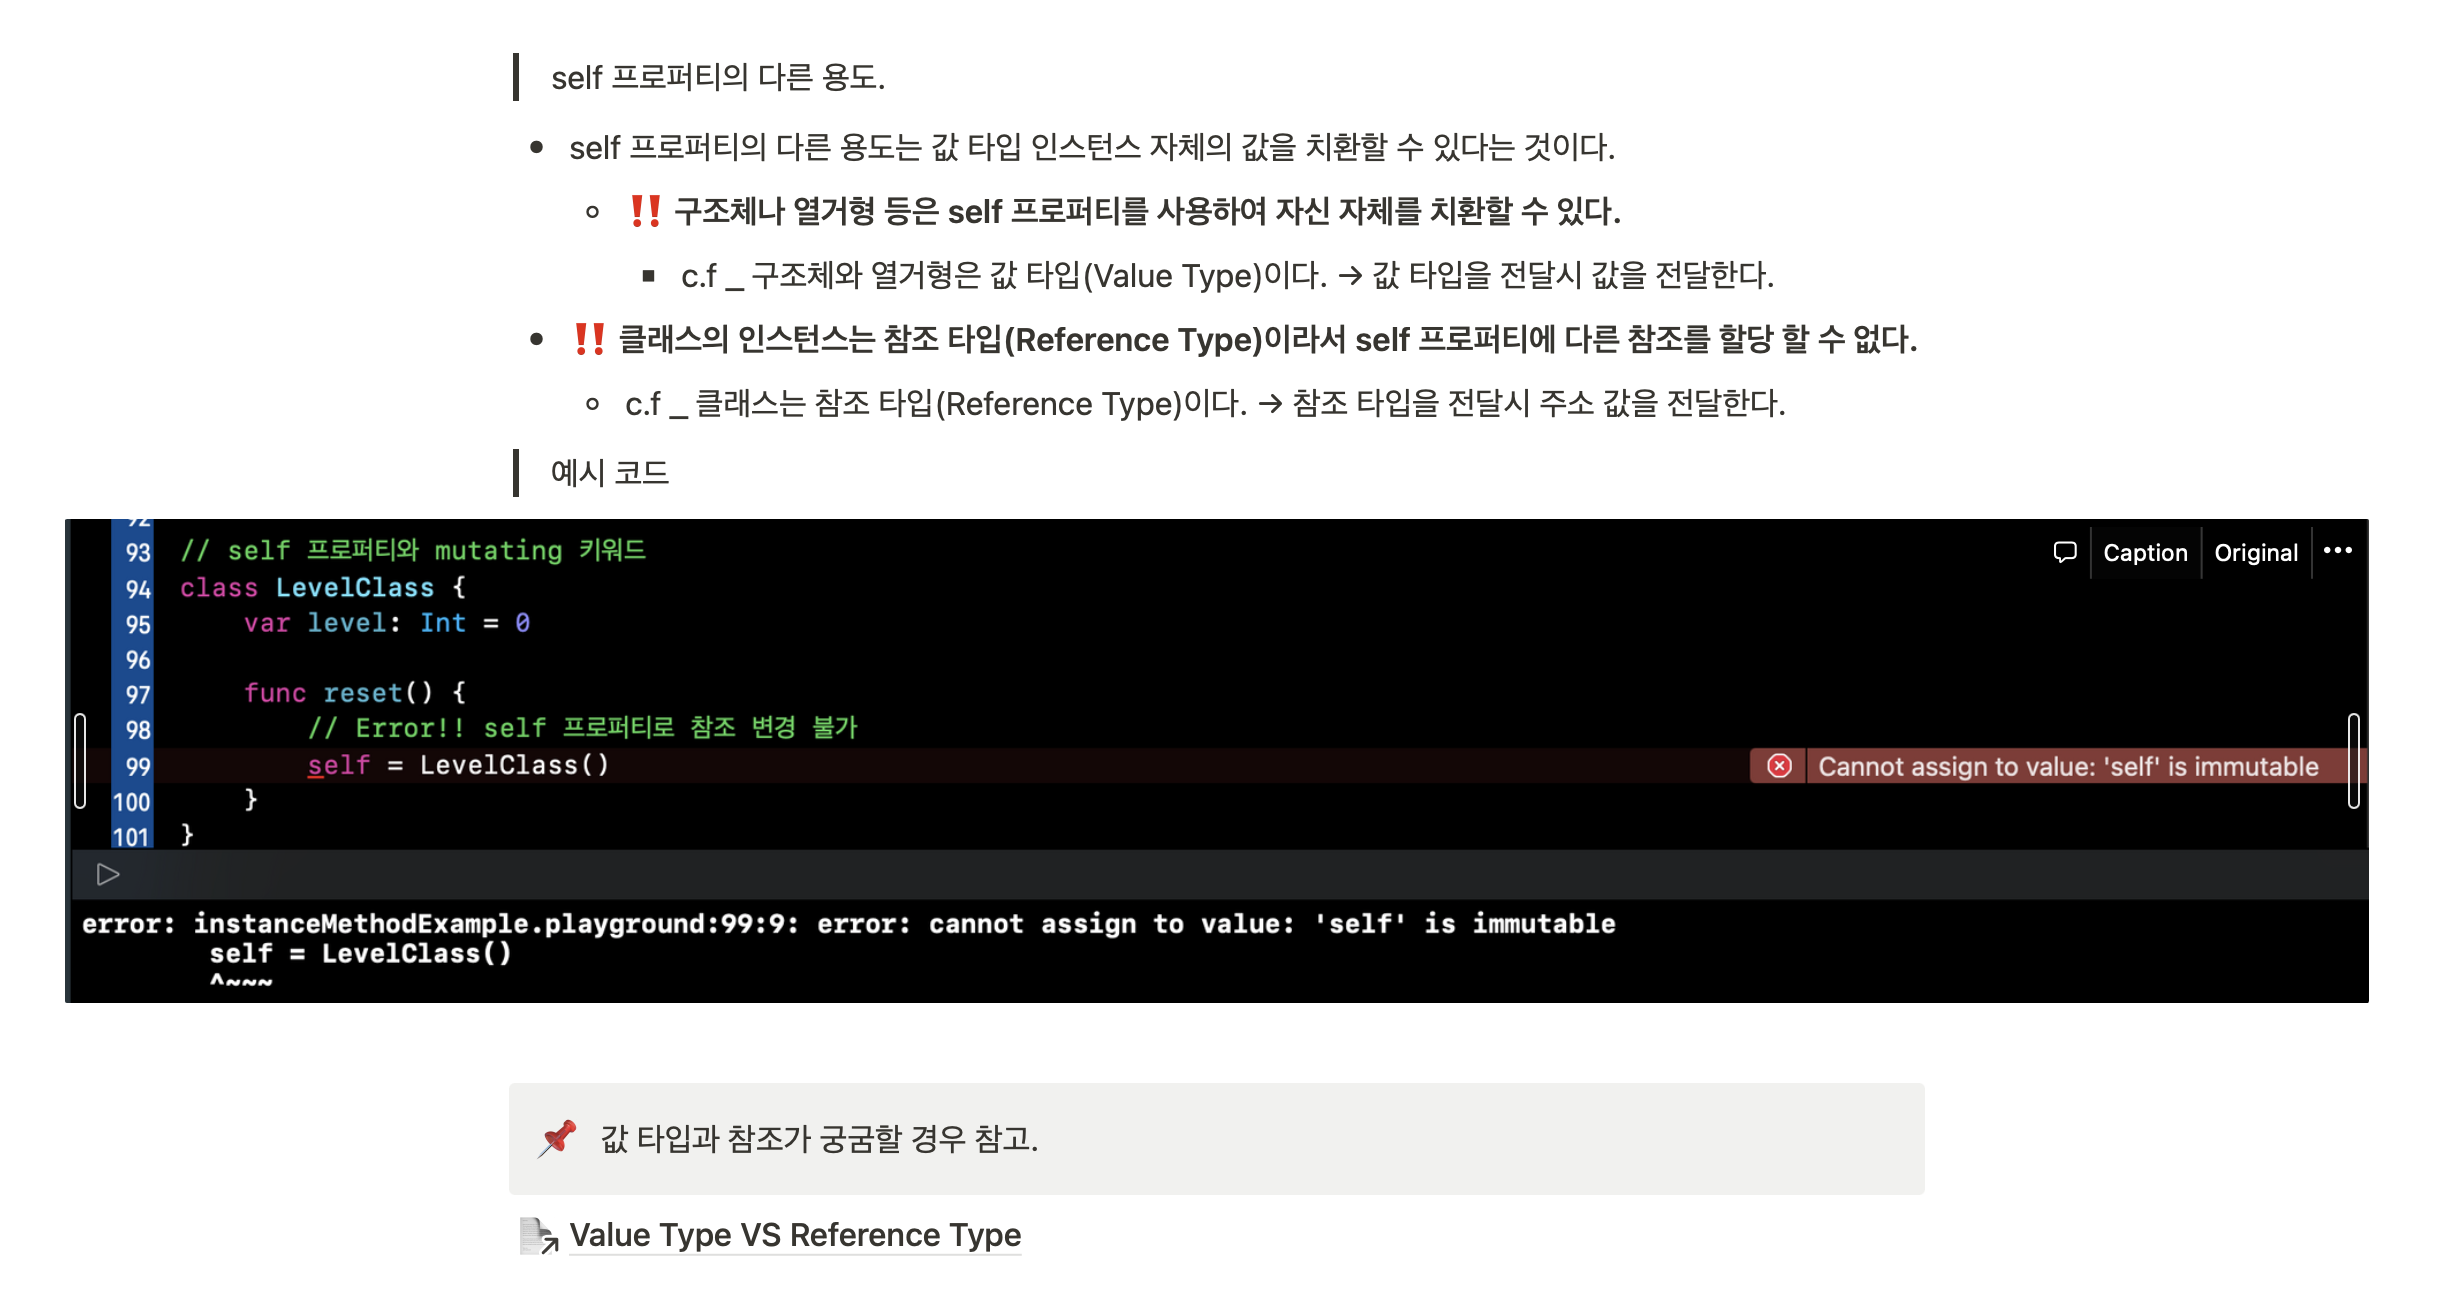 self 프로퍼티의 다른 용도.
• self 프로퍼티의 다른 용도는 값 타입 인스턴스 자체의 값을 치환할 수 있다는 것이다.
◦ ‼️ 구조체나 열거형 등은 self 프로퍼티를 사용하여 자신 자체를 치환할 수 있다.
▪ c.f _ 구조체와 열거형은 값 타입(Value Type)이다. → 값 타입을 전달시 값을 전달한다.
• ‼️ 클래스의 인스턴스는 참조 타입(Reference Type)이라서 self 프로퍼티에 다른 참조를 할당 할 수 없다.
◦ c.f _ 클래스는 참조 타입(Reference Type)이다. → 참조 타입을 전달시 주소 값을 전달한다.
예시 코드
92
93 // self 프로퍼티와 mutating 키워드
Caption Original •••
94 class LevelClass {
95     var level: Int = 0
96
97     func reset() {
98         // Error!! self 프로퍼티로 참조 변경 불가
99         self = LevelClass() Cannot assign to value: 'self' is immutable
100     }
101 }
error: instanceMethodExample.playground:99:9: error: cannot assign to value: 'self' is immutable
        self = LevelClass()
        ^~~~
📌 값 타입과 참조가 궁굼할 경우 참고.
Value Type VS Reference Type